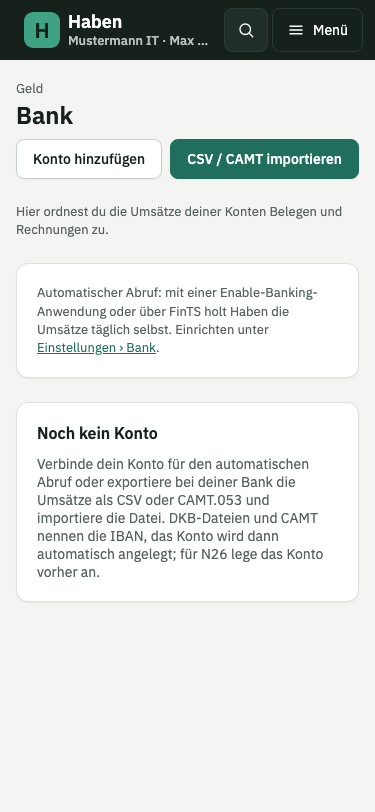 H
Haben
Mustermann IT · Max ...
Menü
Geld
Bank
Konto hinzufügen
CSV / CAMT importieren
Hier ordnest du die Umsätze deiner Konten Belegen und
Rechnungen zu.
Automatischer Abruf: mit einer Enable-Banking-
Anwendung oder über FinTS holt Haben die
Umsätze täglich selbst. Einrichten unter
Einstellungen › Bank.
Noch kein Konto
Verbinde dein Konto für den automatischen
Abruf oder exportiere bei deiner Bank die
Umsätze als CSV oder CAMT.053 und
importiere die Datei. DKB-Dateien und CAMT
nennen die IBAN, das Konto wird dann
automatisch angelegt; für N26 lege das Konto
vorher an.